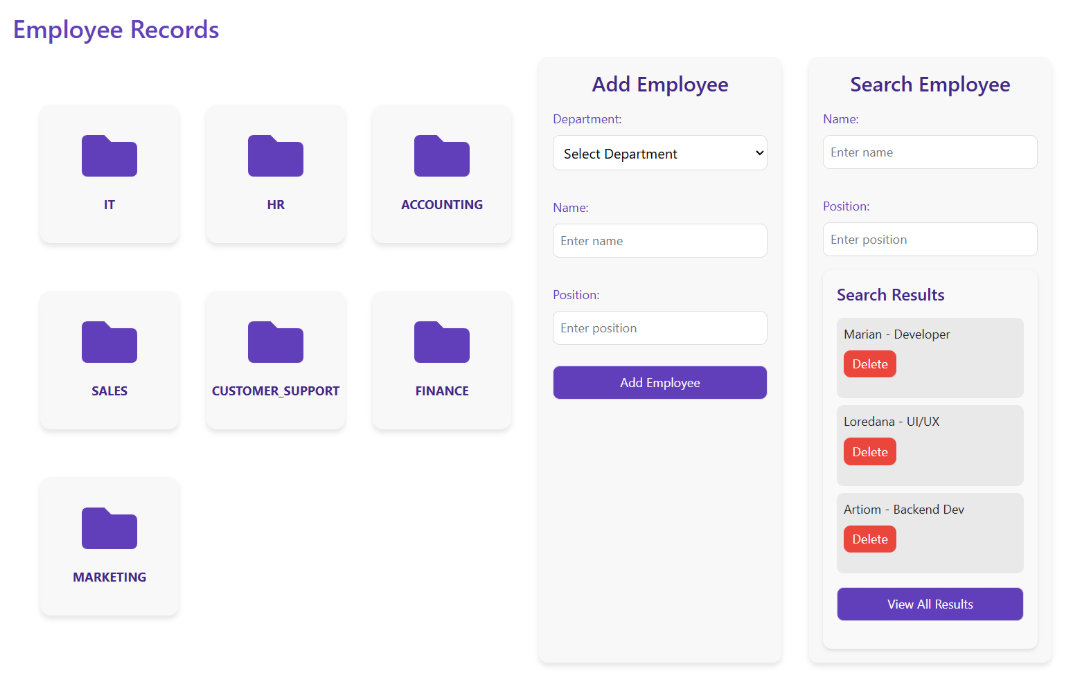 Employee Records
IT
HR
ACCOUNTING
SALES
CUSTOMER_SUPPORT
FINANCE
MARKETING
Add Employee
Department:
Select Department
Name:
Enter name
Position:
Enter position
Add Employee
Search Employee
Name:
Enter name
Position:
Enter position
Search Results
Marian - Developer
Delete
Loredana - UI/UX
Delete
Artiom - Backend Dev
Delete
View All Results